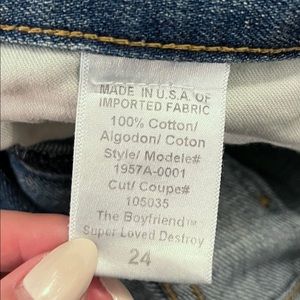 MADE IN U.S.A. OF
IMPORTED FABRIC
100% Cotton/
Algodon/ Coton
Style/ Modele#
1957A-0001
Cut/ Coupe#
105035
The Boyfriend™
Super Loved Destroy
24